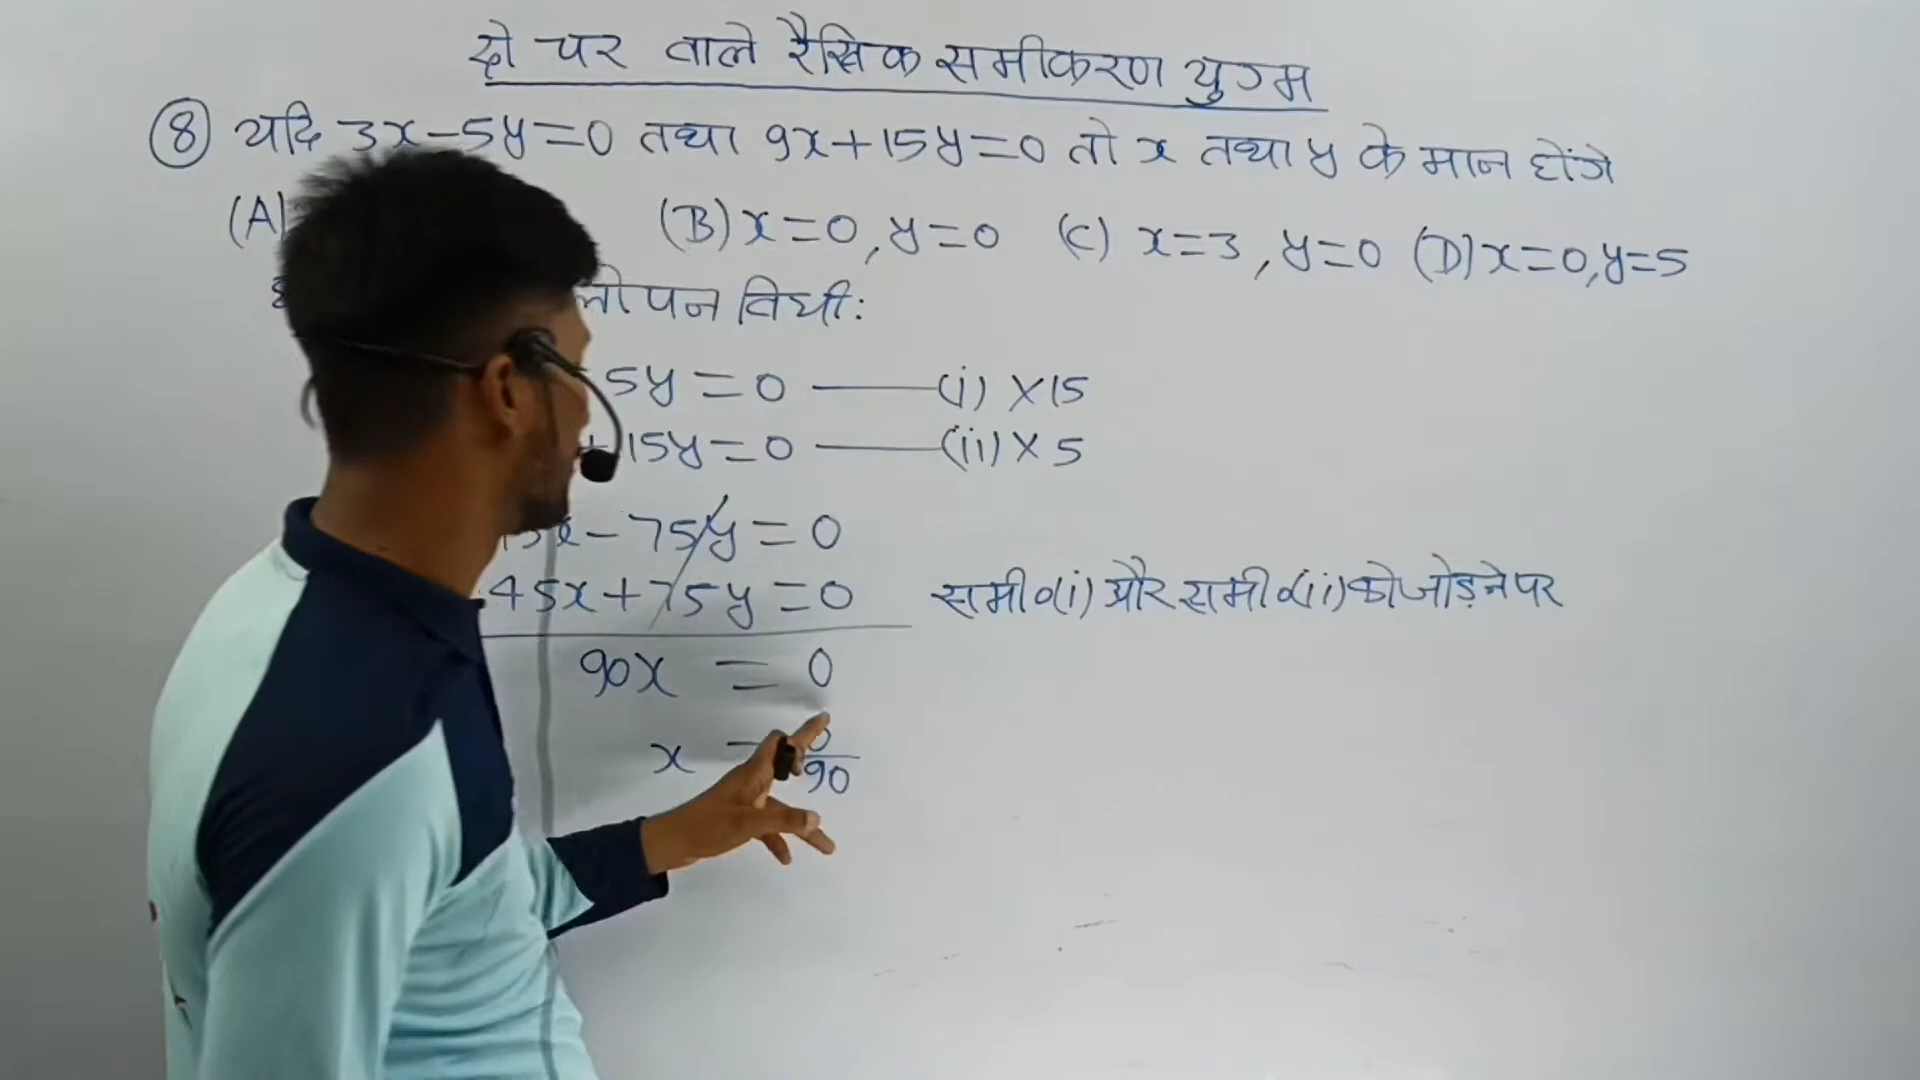 दो चर वाले रैखिक समीकरण युग्म
(8) यदि 3x-5y=0 तथा 9x+15y=0 तो x तथा y के मान होंगे
(A) (B) x=0, y=0 (C) x=3, y=0 (D) x=0, y=5
लोपन विधी:
5y=0 ——(i) ×15
+15y=0 ——(ii) ×5
-75y=0
45x+75y=0 समी०(i) और समी०(ii) को जोड़ने पर
90x = 0
x = 0/90